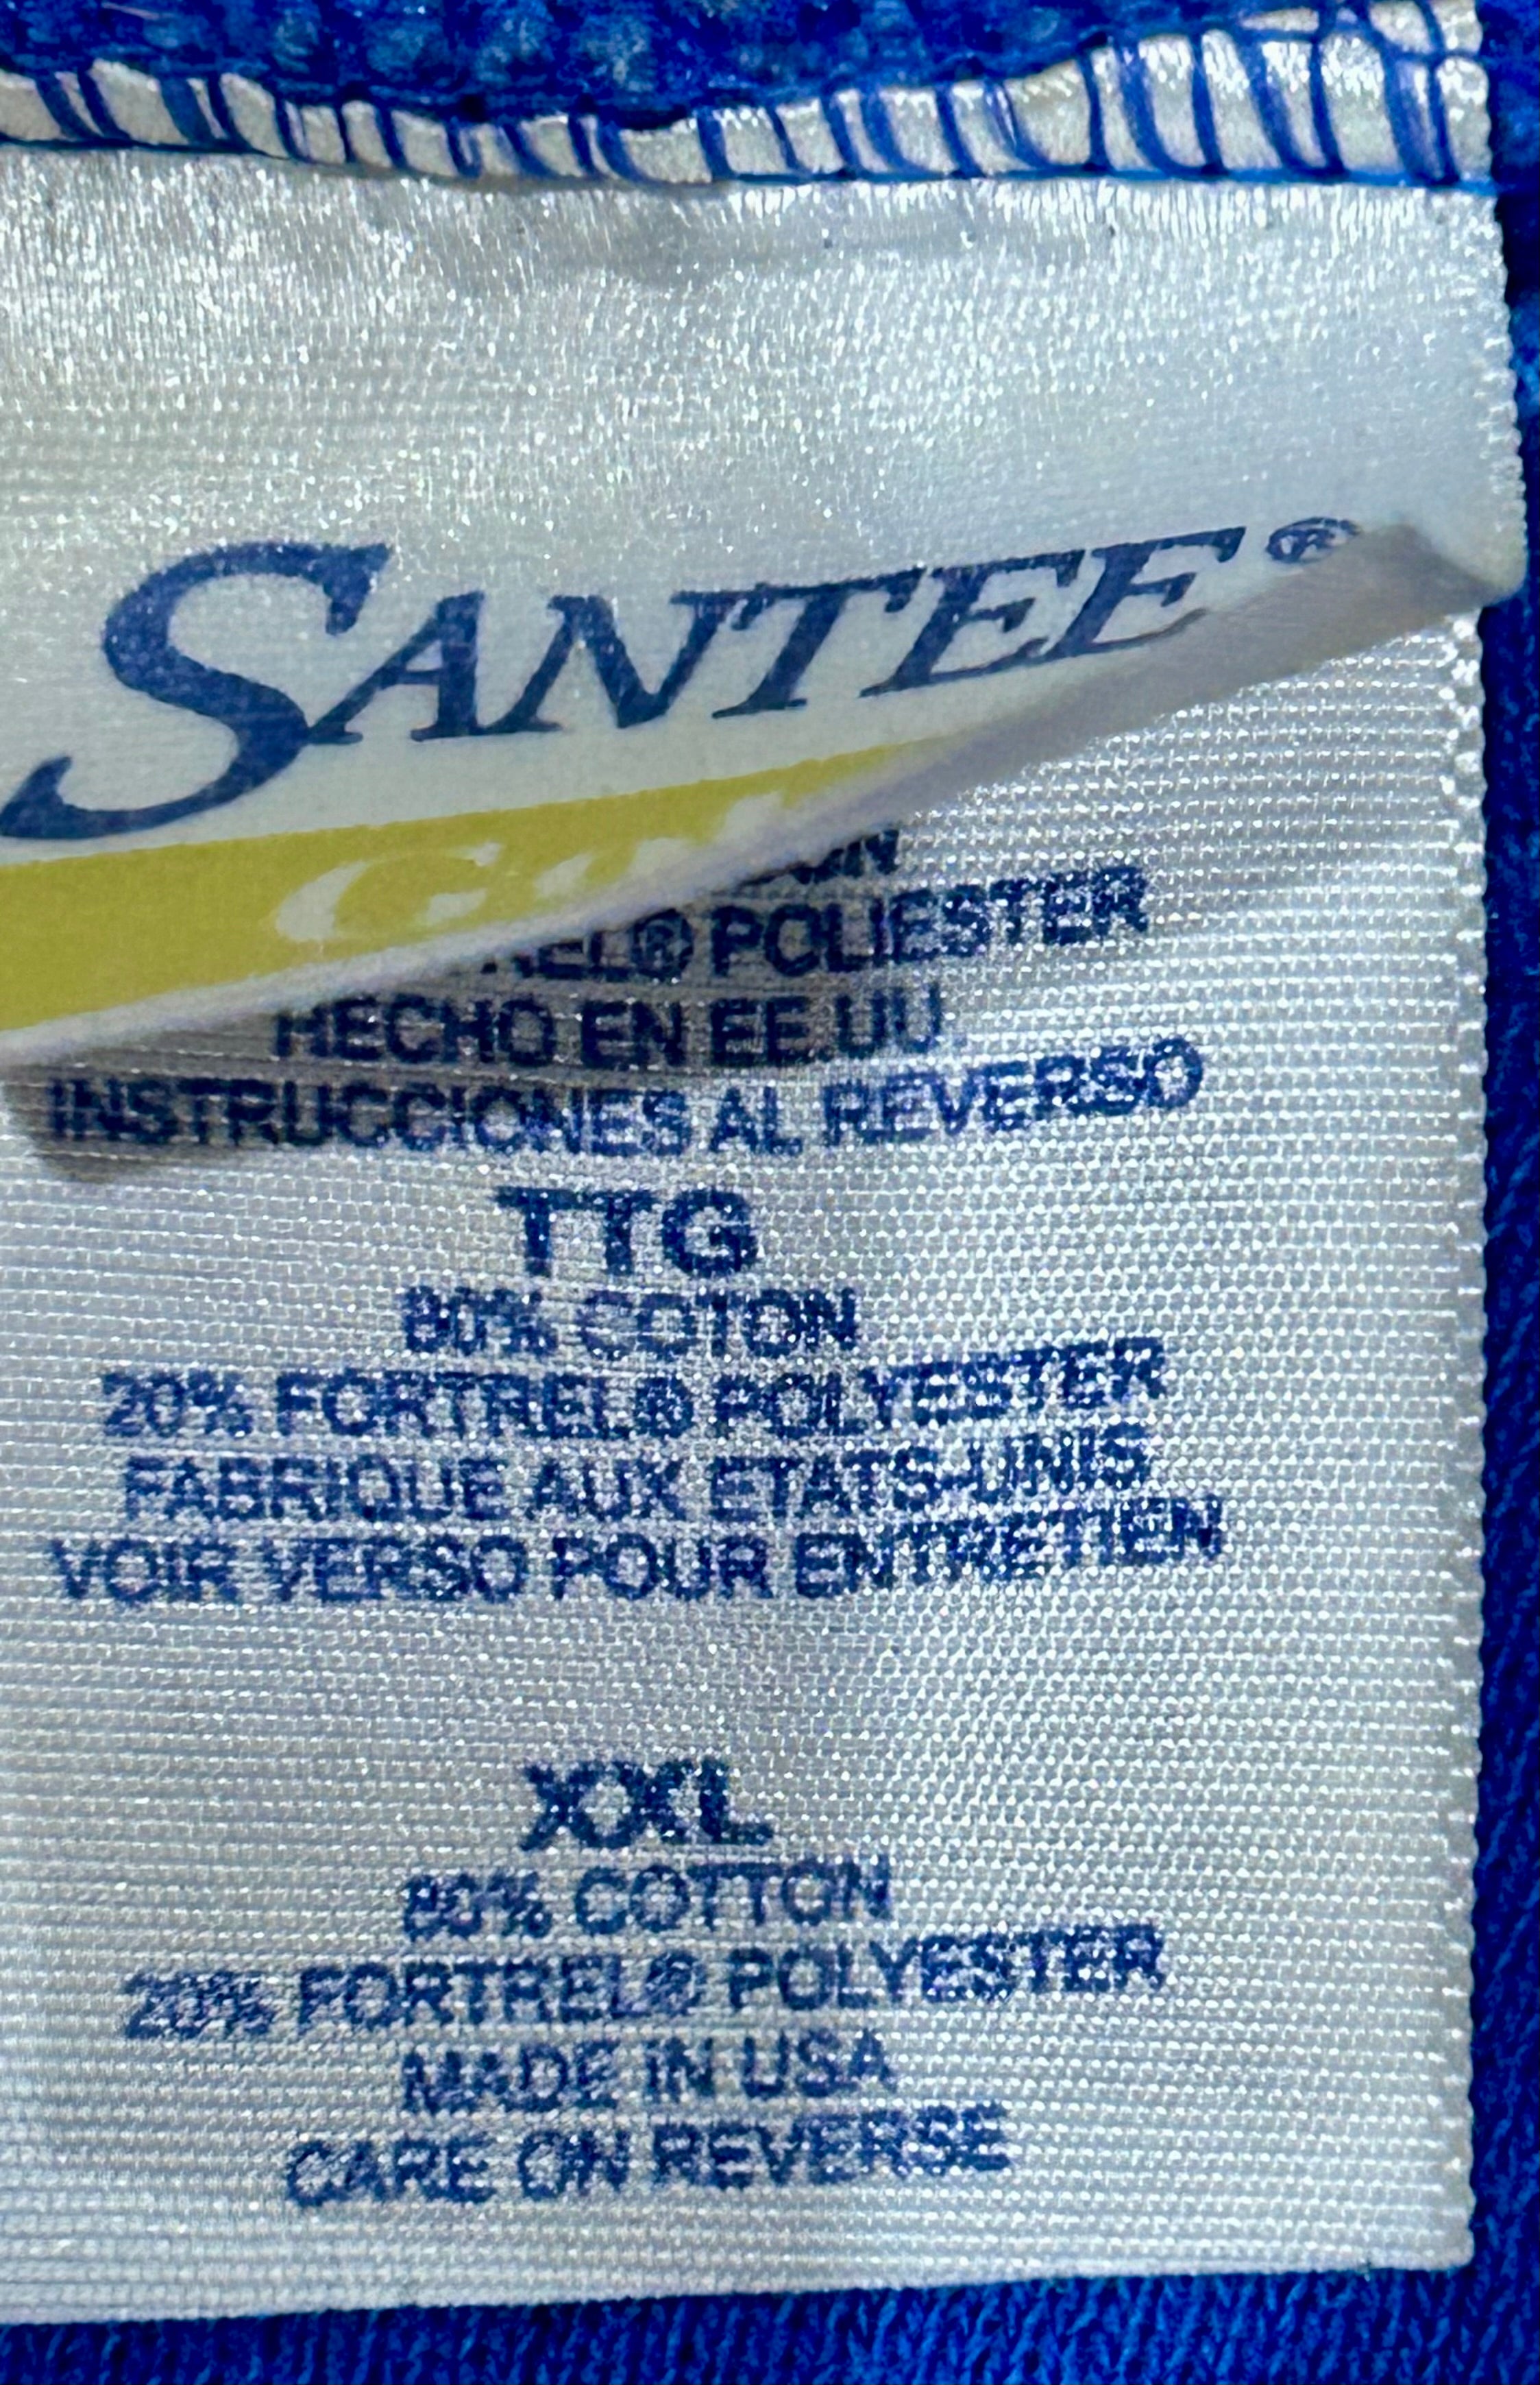 SANTEE®
POLIESTER
HECHO EN EE.UU.
INSTRUCCIONES AL REVERSO
TTG
80% COTON
20% FORTREL® POLYESTER
FABRIQUE AUX ETATS-UNIS
VOIR VERSO POUR ENTRETIEN
XXL
80% COTTON
20% FORTREL® POLYESTER
MADE IN USA
CARE ON REVERSE